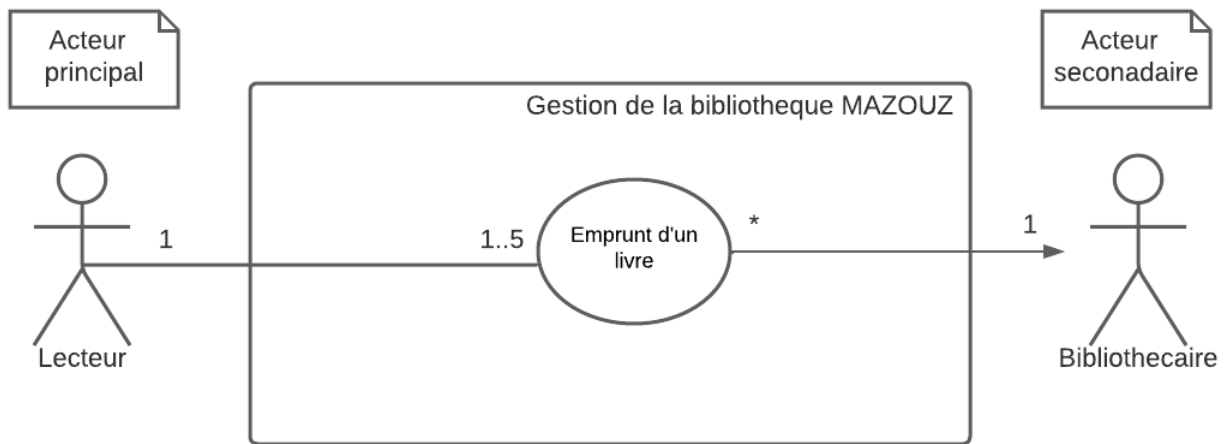 Acteur
principal
Acteur
seconadaire
Gestion de la bibliotheque MAZOUZ
1
1..5
Emprunt d'un
livre
*
1
Lecteur
Bibliothecaire